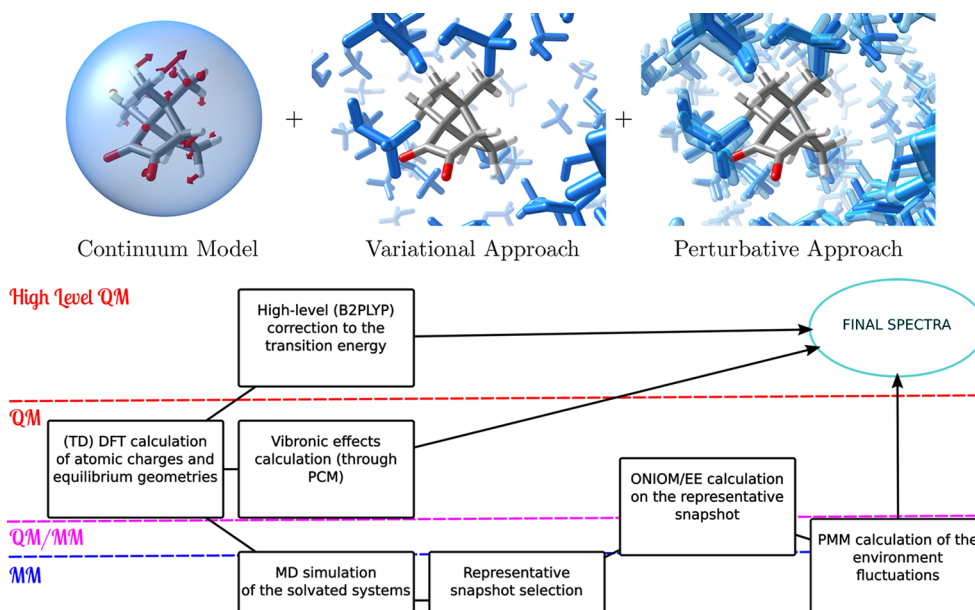 +
+
Continuum Model
Variational Approach
Perturbative Approach
High Level QM
High-level (B2PLYP)
correction to the
transition energy
FINAL SPECTRA
QM
(TD) DFT calculation
of atomic charges and
equilibrium geometries
Vibronic effects
calculation (through
PCM)
ONIOM/EE calculation
on the representative
snapshot
QM/MM
PMM calculation of the
environment
fluctuations
MM
MD simulation
of the solvated systems
Representative
snapshot selection